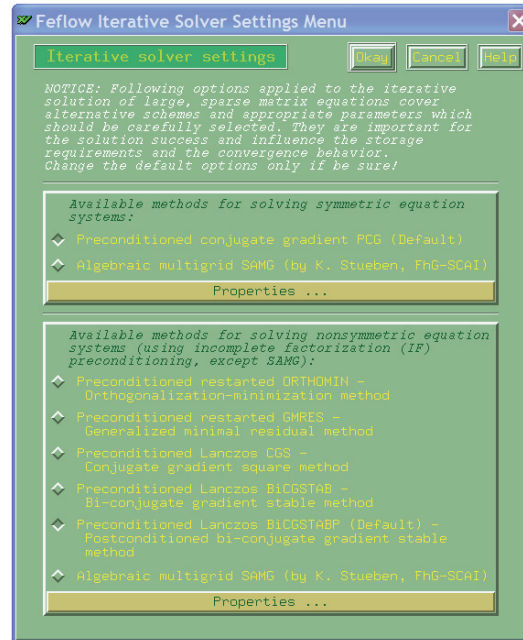 Feflow Iterative Solver Settings Menu
Iterative solver settings
Okay
Cancel
Help
NOTICE: Following options applied to the iterative
solution of large, sparse matrix equations cover
alternative schemes and appropriate parameters which
should be carefully selected. They are important for
the solution success and influence the storage
requirements and the convergence behavior.
Change the default options only if be sure!
Available methods for solving symmetric equation
systems:
Preconditioned conjugate gradient PCG (Default)
Algebraic multigrid SAMG (by K. Stueben, FhG-SCAI)
Properties ...
Available methods for solving nonsymmetric equation
systems (using incomplete factorization (IF)
preconditioning, except SAMG):
Preconditioned restarted ORTHOMIN -
Orthogonalization-minimization method
Preconditioned restarted GMRES -
Generalized minimal residual method
Preconditioned Lanczos CGS -
Conjugate gradient square method
Preconditioned Lanczos BiCGSTAB -
Bi-conjugate gradient stable method
Preconditioned Lanczos BiCGSTABP (Default) -
Postconditioned bi-conjugate gradient stable
method
Algebraic multigrid SAMG (by K. Stueben, FhG-SCAI)
Properties ...